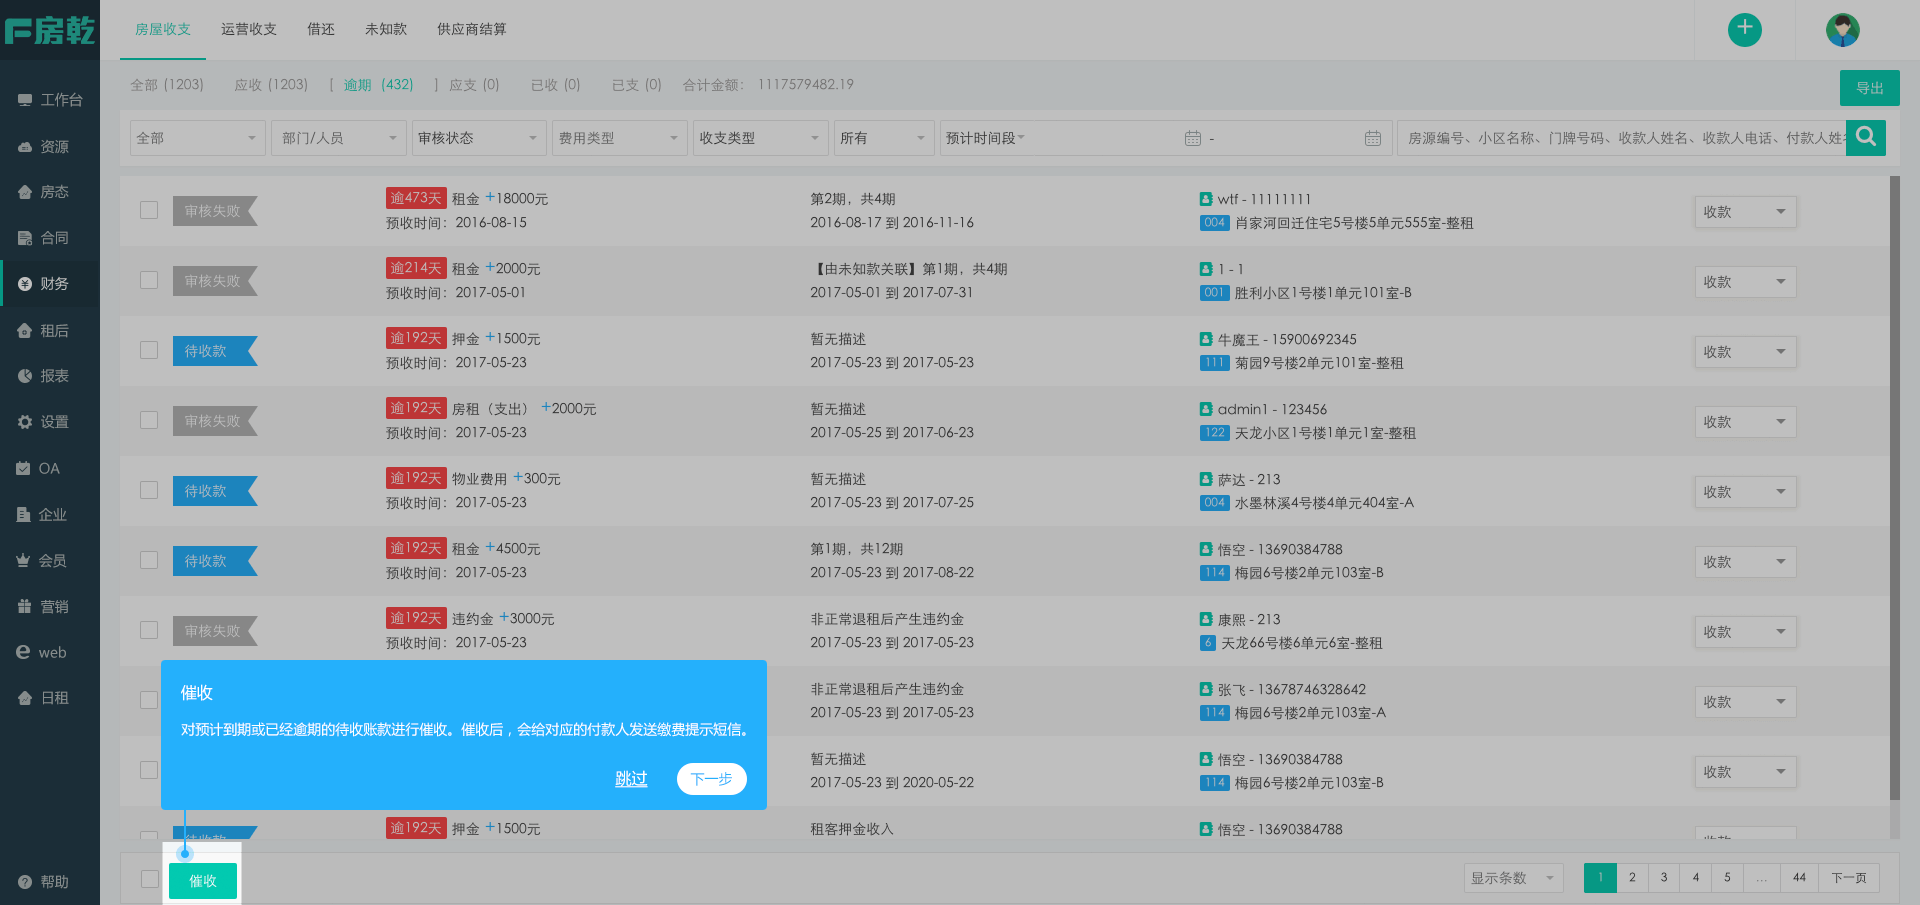 房乾
房屋收支 运营收支 借还 未知款 供应商结算
全部 (1203) 应收 (1203) [ 逾期 (432) ] 应支 (0) 已收 (0) 已支 (0) 合计金额： 1117579482.19
导出
全部 部门/人员 审核状态 费用类型 收支类型 所有 预计时间段 - 房源编号、小区名称、门牌号码、收款人姓名、收款人电话、付款人姓
工作台
资源
房态
合同
财务
租后
报表
设置
OA
企业
会员
营销
web
日租
帮助
审核失败 逾473天 租金 +18000元 第2期，共4期 wtf - 11111111 收款
预收时间：2016-08-15 2016-08-17 到 2016-11-16 004 肖家河回迁住宅5号楼5单元555室-整租
审核失败 逾214天 租金 +2000元 【由未知款关联】第1期，共4期 1 - 1 收款
预收时间：2017-05-01 2017-05-01 到 2017-07-31 001 胜利小区1号楼1单元101室-B
待收款 逾192天 押金 +1500元 暂无描述 牛魔王 - 15900692345 收款
预收时间：2017-05-23 2017-05-23 到 2017-05-23 111 菊园9号楼2单元101室-整租
审核失败 逾192天 房租（支出） +2000元 暂无描述 admin1 - 123456 收款
预收时间：2017-05-23 2017-05-25 到 2017-06-23 122 天龙小区1号楼1单元1室-整租
待收款 逾192天 物业费用 +300元 暂无描述 萨达 - 213 收款
预收时间：2017-05-23 2017-05-23 到 2017-07-25 004 水墨林溪4号楼4单元404室-A
待收款 逾192天 租金 +4500元 第1期，共12期 悟空 - 13690384788 收款
预收时间：2017-05-23 2017-05-23 到 2017-08-22 114 梅园6号楼2单元103室-B
审核失败 逾192天 违约金 +3000元 非正常退租后产生违约金 康熙 - 213 收款
预收时间：2017-05-23 2017-05-23 到 2017-05-23 6 天龙66号楼6单元6室-整租
非正常退租后产生违约金 张飞 - 13678746328642 收款
2017-05-23 到 2017-05-23 114 梅园6号楼2单元103室-A
暂无描述 悟空 - 13690384788 收款
2017-05-23 到 2020-05-22 114 梅园6号楼2单元103室-B
待收款 逾192天 押金 +1500元 租客押金收入 悟空 - 13690384788 收款
催收
对预计到期或已经逾期的待收账款进行催收。催收后，会给对应的付款人发送缴费提示短信。
跳过 下一步
催收 显示条数 1 2 3 4 5 ... 44 下一页